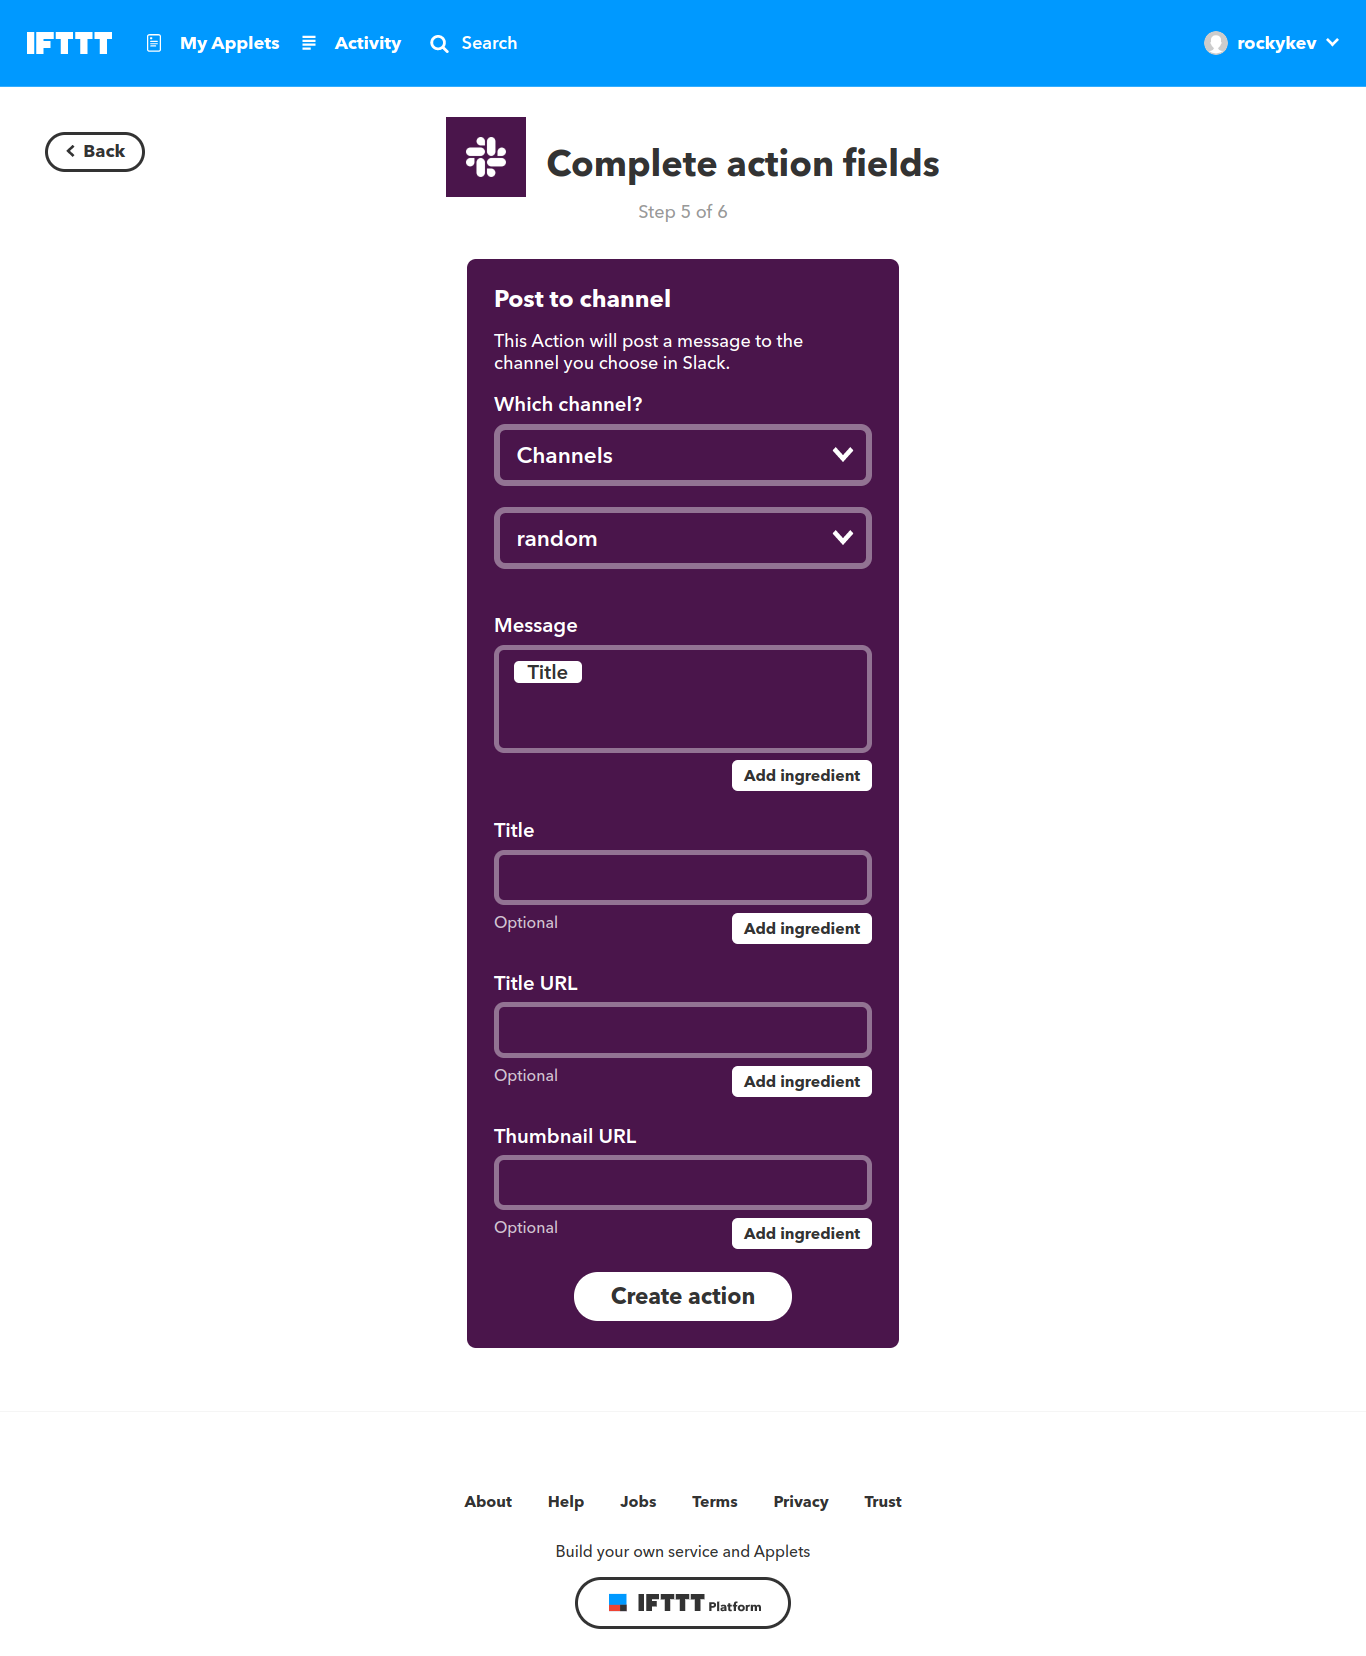 IFTTT My Applets Activity Search rockykev
Back
Complete action fields
Step 5 of 6
Post to channel
This Action will post a message to the
channel you choose in Slack.
Which channel?
Channels
random
Message
Title
Add ingredient
Title
Optional Add ingredient
Title URL
Optional Add ingredient
Thumbnail URL
Optional Add ingredient
Create action
About Help Jobs Terms Privacy Trust
Build your own service and Applets
IFTTT Platform